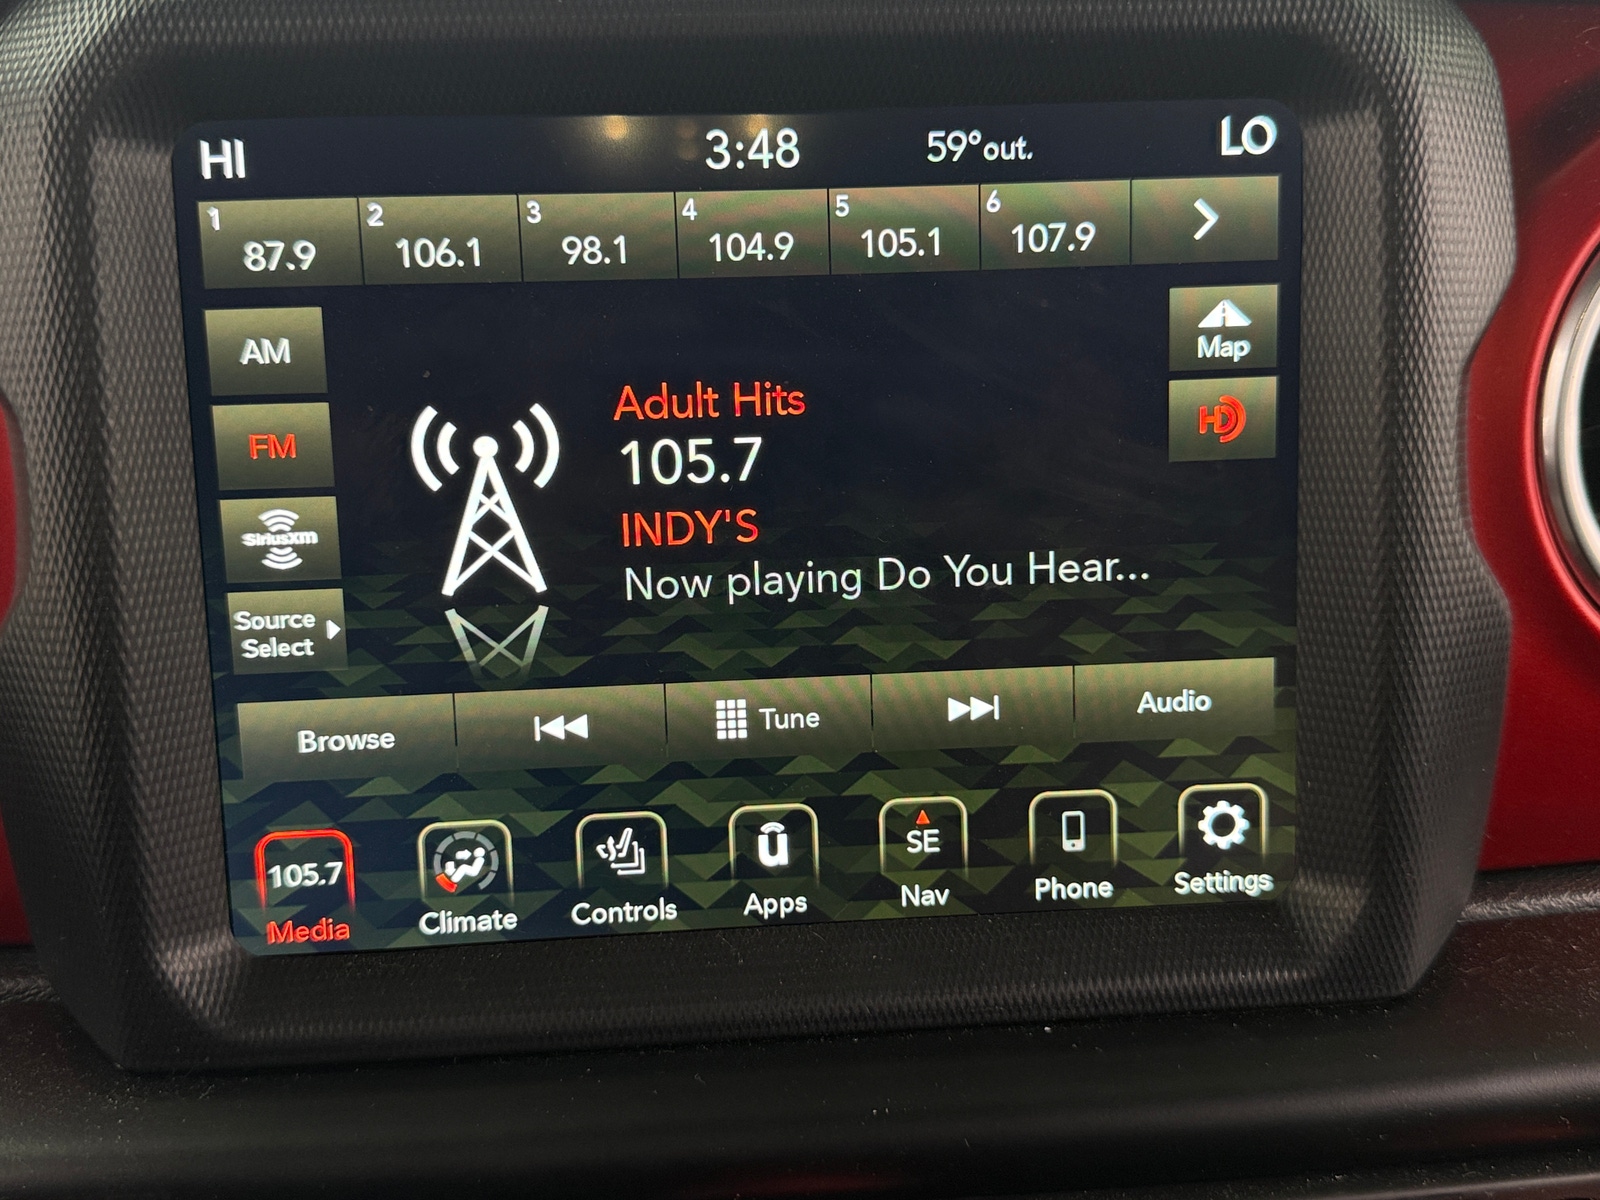 HI 3:48 59°out. LO
1 2 3 4 5 6
87.9 106.1 98.1 104.9 105.1 107.9
AM
Map
Adult Hits
FM
105.7
HD
INDY'S
SiriusXM
Now playing Do You Hear...
Source
Select
Browse Tune Audio
105.7 u SE
Media Climate Controls Apps Nav Phone Settings